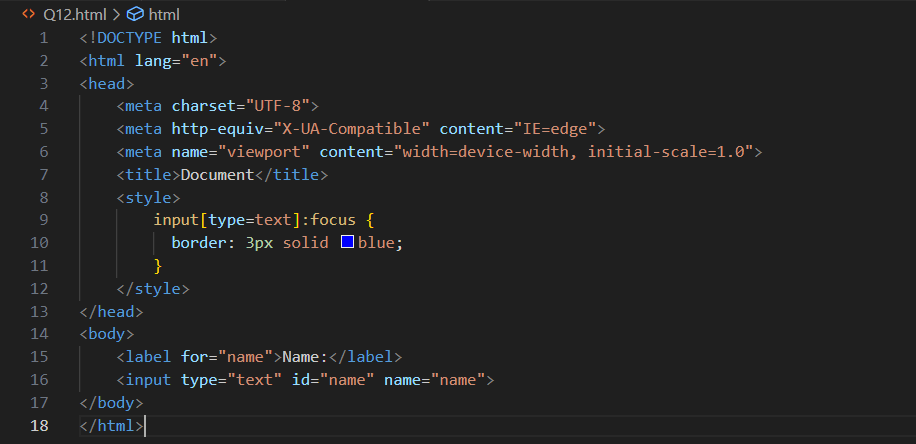 Q12.html > html
1 <!DOCTYPE html>
2 <html lang="en">
3 <head>
4     <meta charset="UTF-8">
5     <meta http-equiv="X-UA-Compatible" content="IE=edge">
6     <meta name="viewport" content="width=device-width, initial-scale=1.0">
7     <title>Document</title>
8     <style>
9         input[type=text]:focus {
10           border: 3px solid blue;
11         }
12     </style>
13 </head>
14 <body>
15     <label for="name">Name:</label>
16     <input type="text" id="name" name="name">
17 </body>
18 </html>